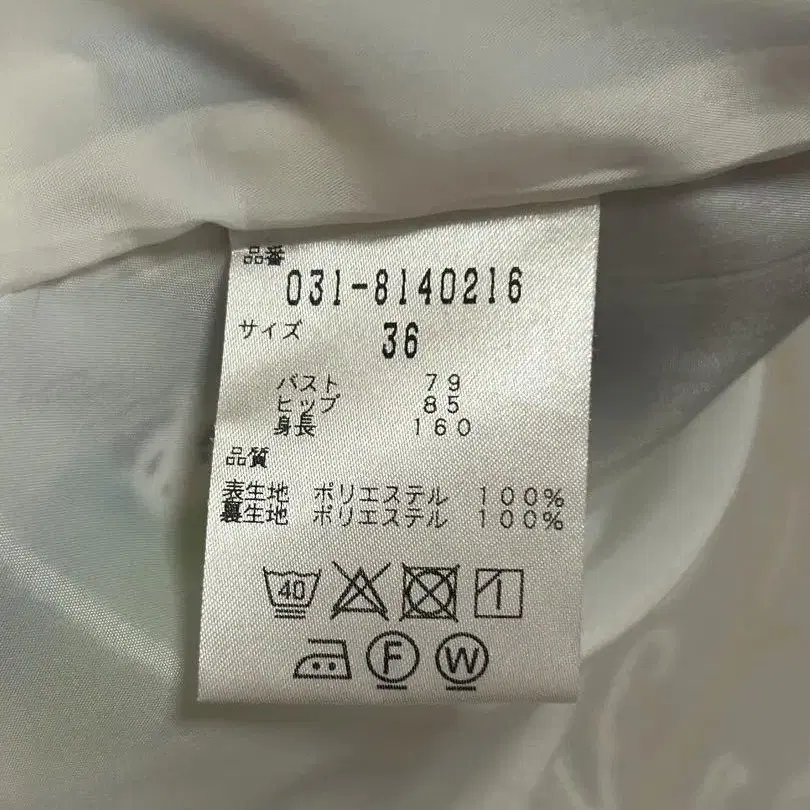 品番
031-8140216
サイズ 36
バスト 79
ヒップ 85
身長 160
品質
表生地 ポリエステル 100%
裏生地 ポリエステル 100%
40
F W